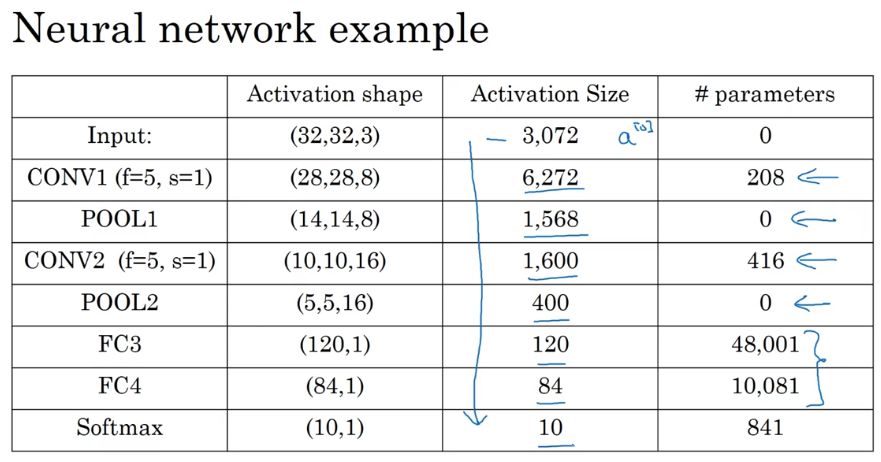 Neural network example
Activation shape Activation Size # parameters
Input: (32,32,3) 3,072 a[0] 0
CONV1 (f=5, s=1) (28,28,8) 6,272 208
POOL1 (14,14,8) 1,568 0
CONV2 (f=5, s=1) (10,10,16) 1,600 416
POOL2 (5,5,16) 400 0
FC3 (120,1) 120 48,001
FC4 (84,1) 84 10,081
Softmax (10,1) 10 841